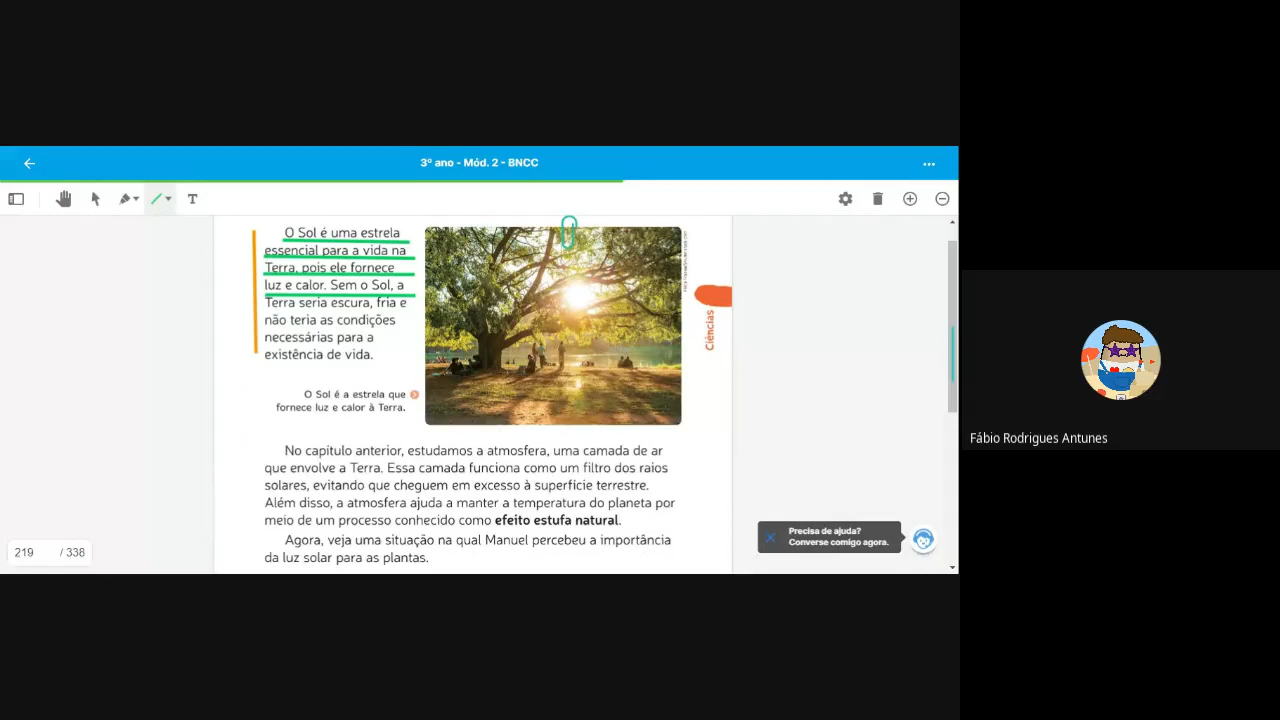 3º ano - Mód. 2 - BNCC
T
O Sol é uma estrela
essencial para a vida na
Terra, pois ele fornece
luz e calor. Sem o Sol, a
Terra seria escura, fria e
não teria as condições
necessárias para a
existência de vida.
O Sol é a estrela que
fornece luz e calor à Terra.
Ciências
No capítulo anterior, estudamos a atmosfera, uma camada de ar
que envolve a Terra. Essa camada funciona como um filtro dos raios
solares, evitando que cheguem em excesso à superfície terrestre.
Além disso, a atmosfera ajuda a manter a temperatura do planeta por
meio de um processo conhecido como efeito estufa natural.
Agora, veja uma situação na qual Manuel percebeu a importância
da luz solar para as plantas.
219 / 338
Precisa de ajuda?
Converse comigo agora.
Fábio Rodrigues Antunes